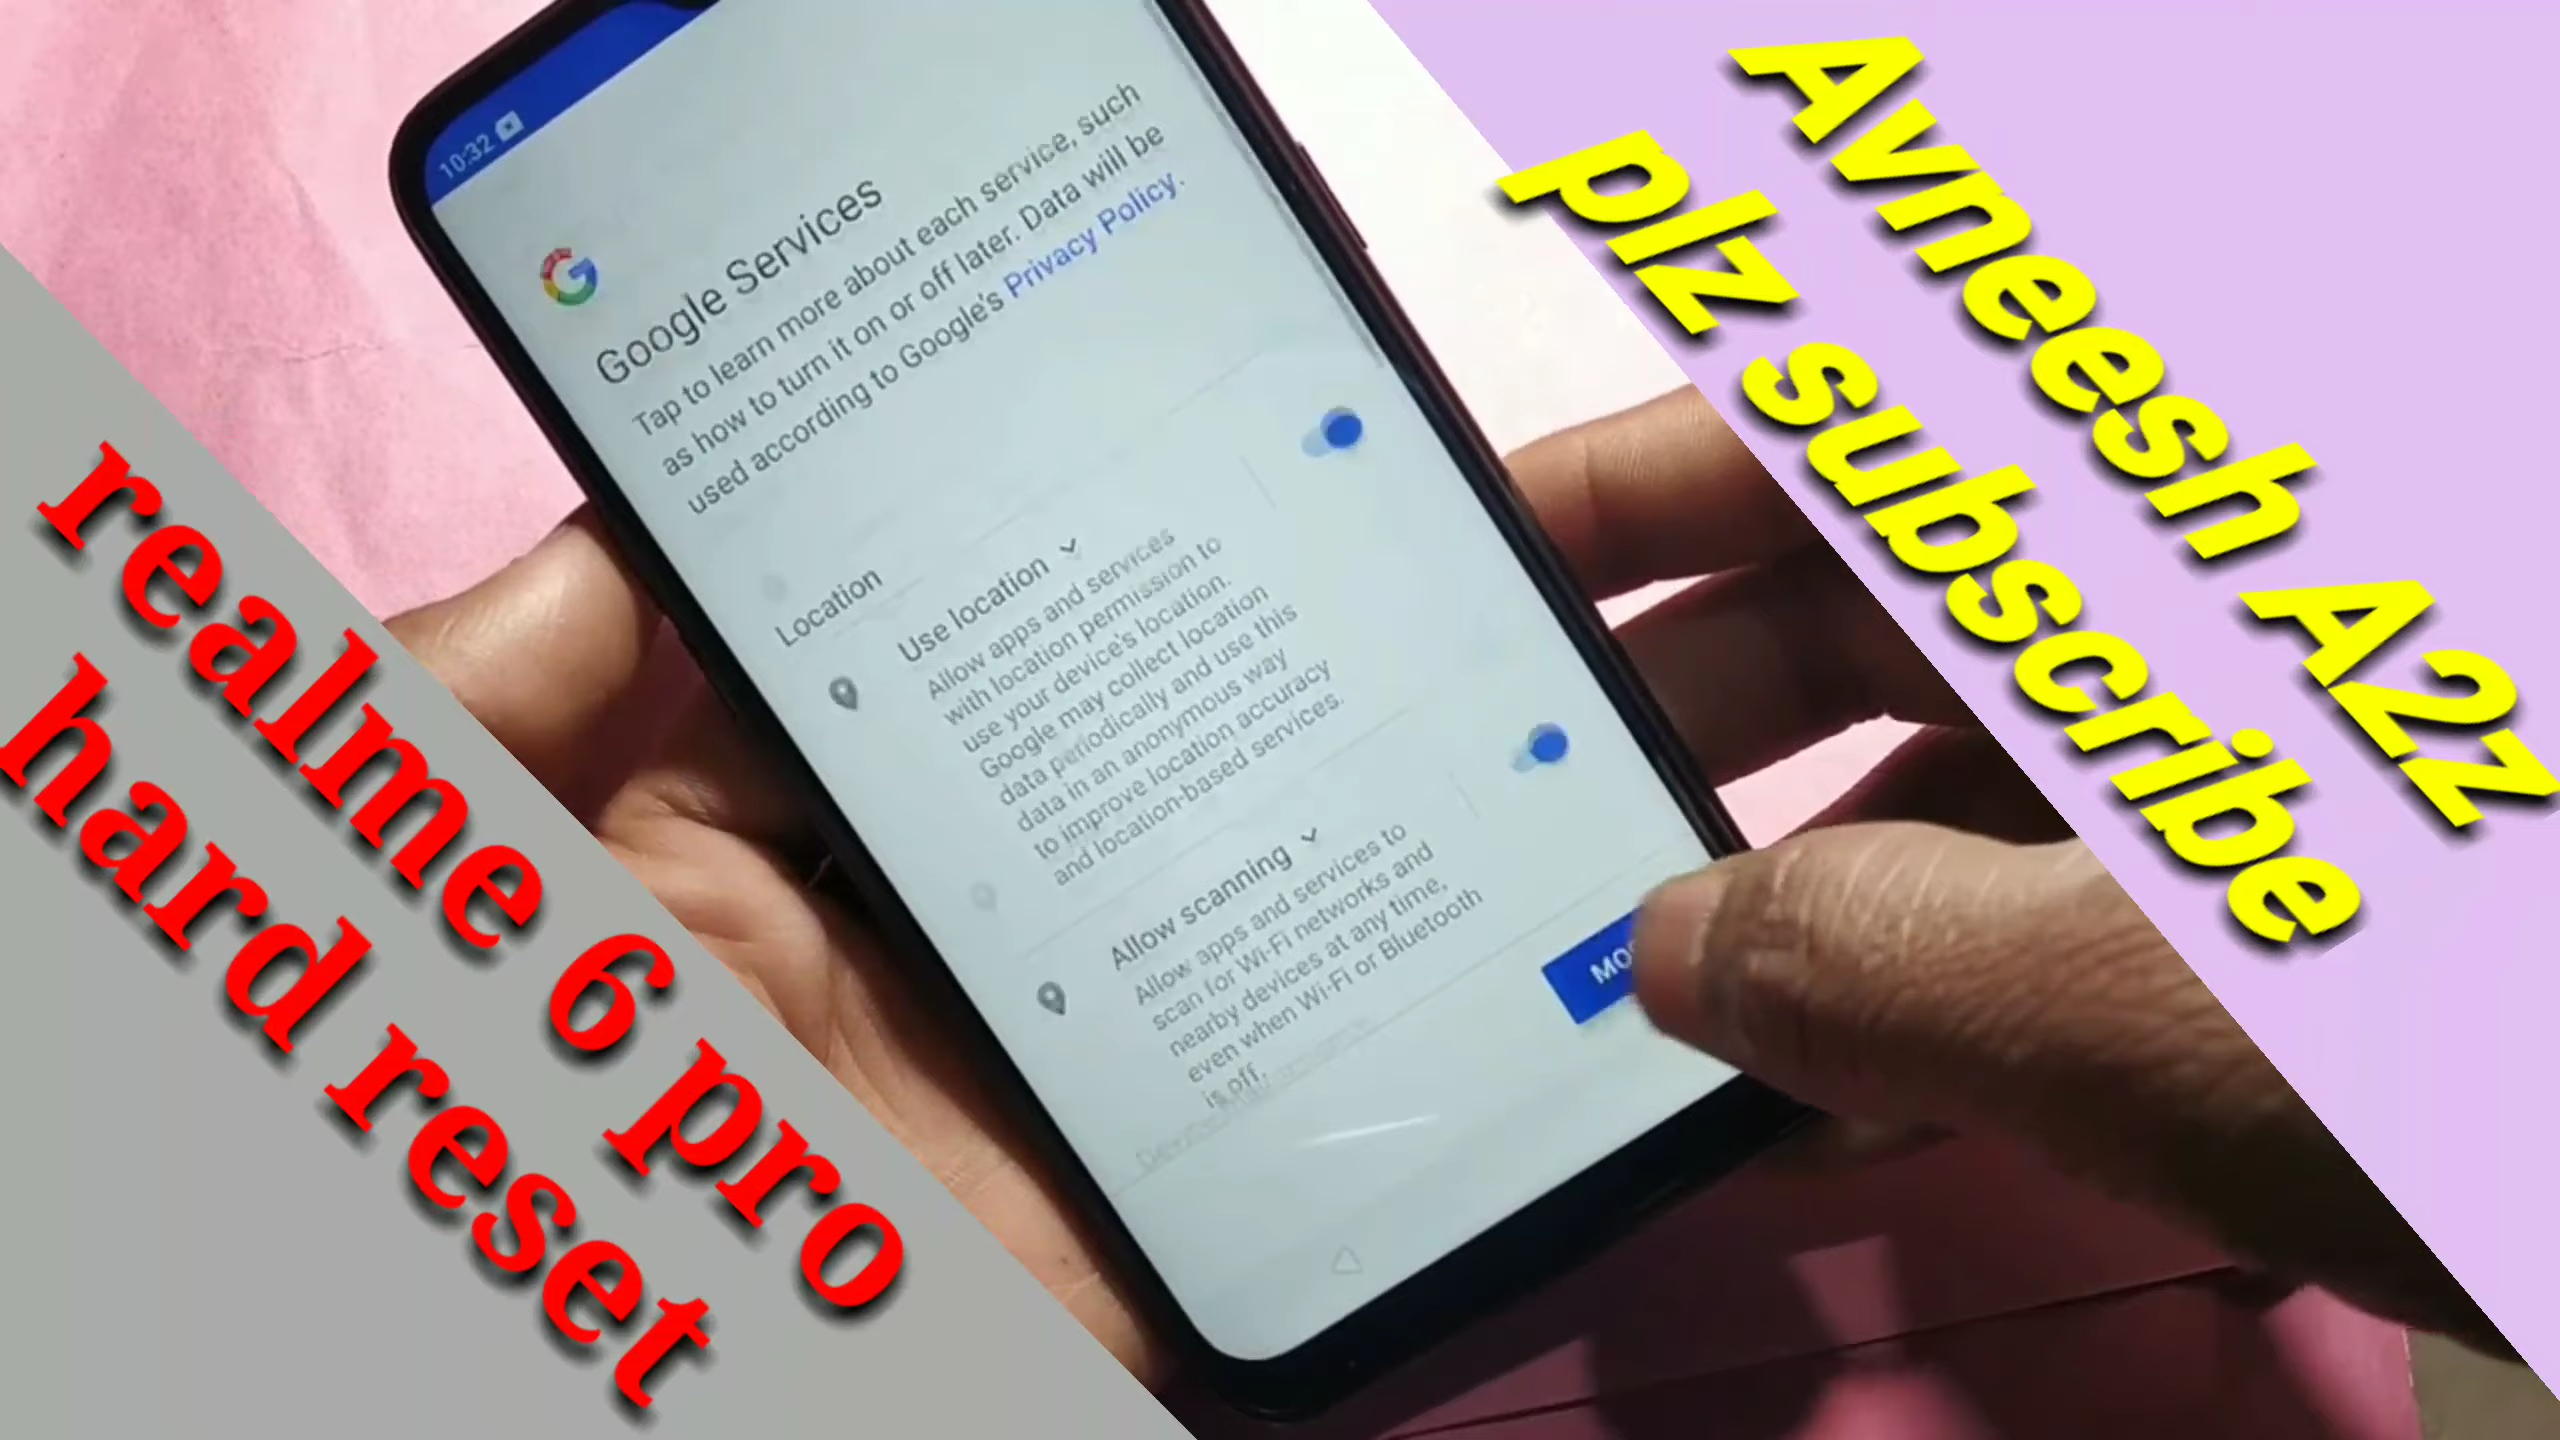 realme 6 pro
hard reset
10:32
Google Services
Tap to learn more about each service, such
as how to turn it on or off later. Data will be
used according to Google's Privacy Policy.
Location
Use location
Allow apps and services
with location permission to
use your device's location.
Google may collect location
data periodically and use this
data in an anonymous way
to improve location accuracy
and location-based services.
Allow scanning
Allow apps and services to
scan for Wi-Fi networks and
nearby devices at any time,
even when Wi-Fi or Bluetooth
is off.
Avneesh A2z
plz subscribe